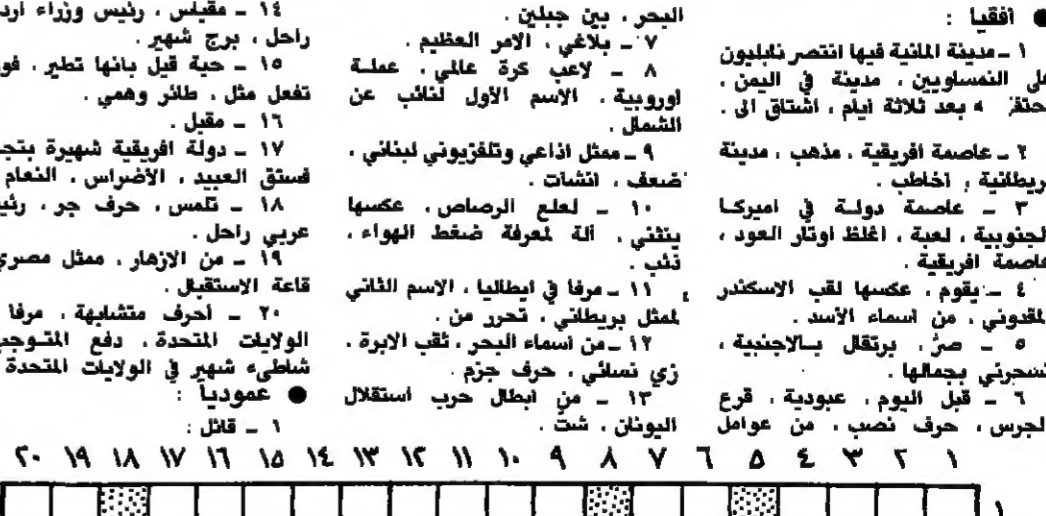 ● افقيا :
١ ـ مدينة المانية فيها انتصر نابليون
على النمساويين ، مدينة في اليمن ،
بعد ثلاثة ايام ، اشتاق الى .
٢ ـ عاصمة افريقية ، مذهب ، مدينة
بريطانية ، اخاطب .
٣ ـ عاصمة دولة في اميركا
الجنوبية ، لعبة ، اغلظ اوتار العود ،
عاصمة افريقية .
٤ ـ يقوم ، عكسها لقب الاسكندر
المقدوني ، من اسماء الأسد .
٥ ـ صرّ ، برتقال بالاجنبية ،
تسحرني بجمالها .
٦ ـ قبل اليوم ، عبودية ، قرع
الجرس ، حرف نصب ، من عوامل
البحر ، بين جبلين .
٧ ـ بلاغي ، الامر العظيم .
٨ ـ لاعب كرة عالمي ، عملة
اوروبية ، الاسم الأول لنائب عن
الشمال .
٩ ـ ممثل اذاعي وتلفزيوني لبناني ،
ضعف ، انشات .
١٠ ـ لعلع الرصاص ، عكسها
ينثني ، آلة لمعرفة ضغط الهواء ،
ذئب .
١١ ـ مرفا في ايطاليا ، الاسم الثاني
لممثل بريطاني ، تحرر من .
١٢ ـ من أسماء البحر ، ثقب الابرة ،
زي نسائي ، حرف جزم .
١٣ ـ من ابطال حرب استقلال
اليونان ، شتّ .
١٤ ـ مقياس ، رئيس وزراء ارد
راحل ، برج شهير .
١٥ ـ حية قيل بانها تطير ، فو
تفعل مثل ، طائر وهمي .
١٦ ـ مقبل .
١٧ ـ دولة افريقية شهيرة بتج
فستق العبيد ، الأضراس ، النعام
١٨ ـ تلمس ، حرف جر ، رئي
عربي راحل .
١٩ ـ من الازهار ، ممثل مصري
قاعة الاستقبال .
٢٠ ـ أحرف متشابهة ، مرفا
الولايات المتحدة ، دفع المتوجب
شاطىء شهير في الولايات المتحدة
● عمودياً :
١ ـ قائل :
٢٠ ١٩ ١٨ ١٧ ١٦ ١٥ ١٤ ١٣ ١٢ ١١ ١٠ ٩ ٨ ٧ ٦ ٥ ٤ ٣ ٢ ١
١